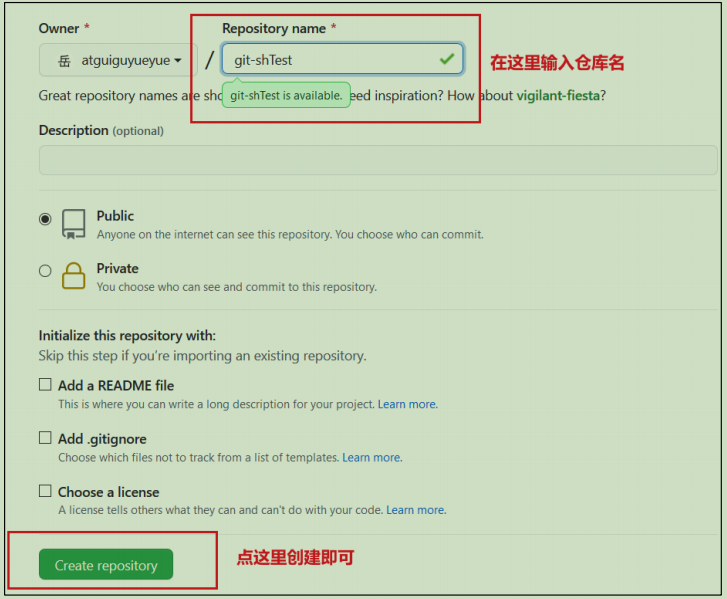 Owner * Repository name *
岳 atguiguyueyue / git-shTest 在这里输入仓库名
Great repository names are sho git-shTest is available. eed inspiration? How about vigilant-fiesta?
Description (optional)
Public
Anyone on the internet can see this repository. You choose who can commit.
Private
You choose who can see and commit to this repository.
Initialize this repository with:
Skip this step if you're importing an existing repository.
Add a README file
This is where you can write a long description for your project. Learn more.
Add .gitignore
Choose which files not to track from a list of templates. Learn more.
Choose a license
A license tells others what they can and can't do with your code. Learn more.
Create repository 点这里创建即可